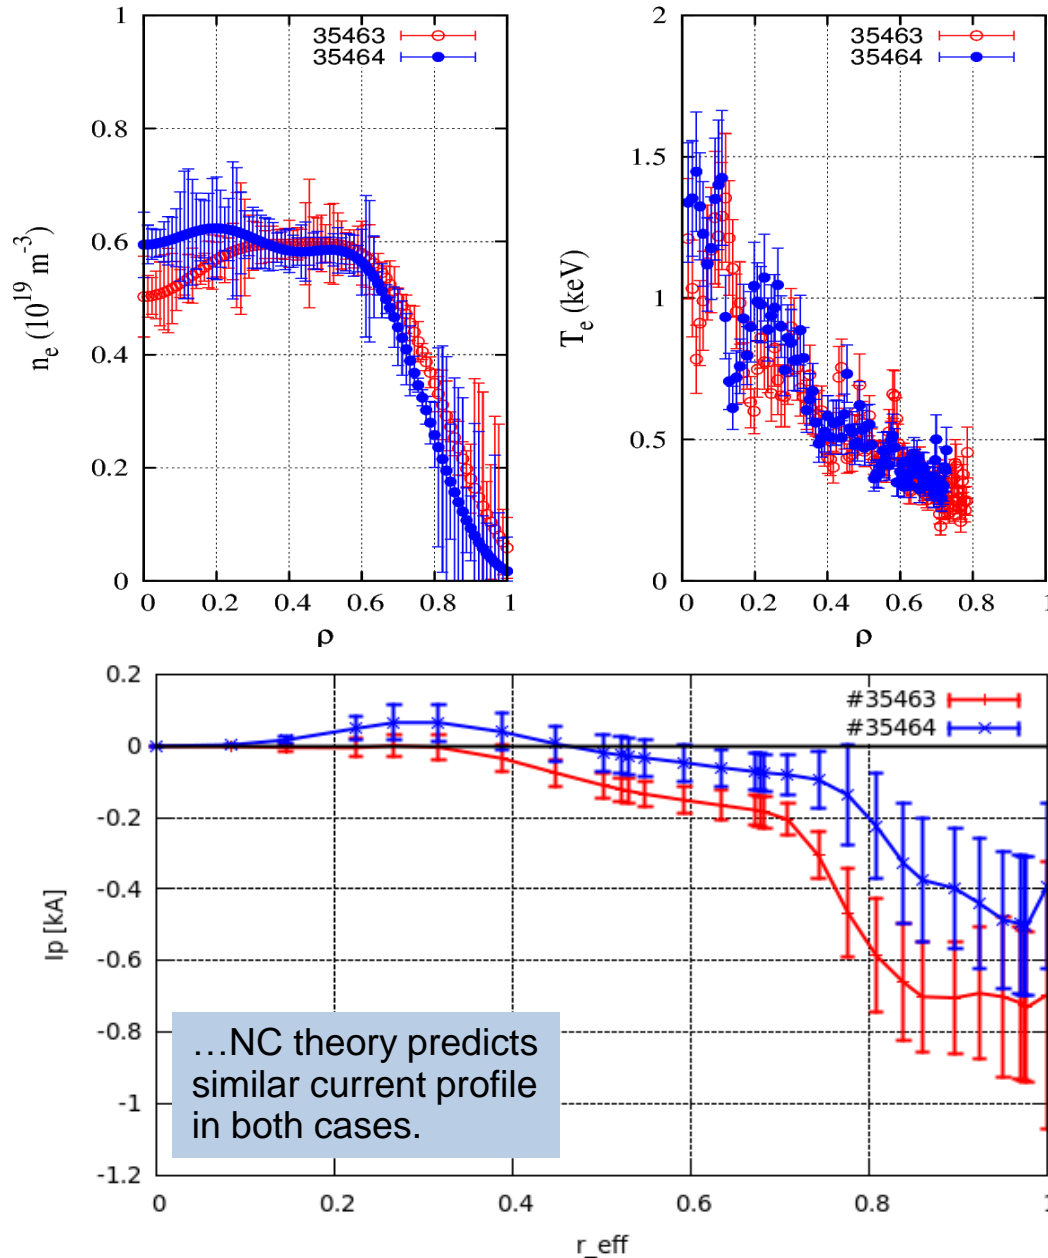 1
0.8
0.6
0.4
0.2
0
n_e (10^19 m^-3)
0 0.2 0.4 0.6 0.8 1
ρ
35463
35464
2
1.5
1
0.5
0
T_e (keV)
0 0.2 0.4 0.6 0.8 1
ρ
35463
35464
0.2
0
-0.2
-0.4
-0.6
-0.8
-1
-1.2
Ip [kA]
#35463
#35464
…NC theory predicts
similar current profile
in both cases.
0 0.2 0.4 0.6 0.8 1
r_eff